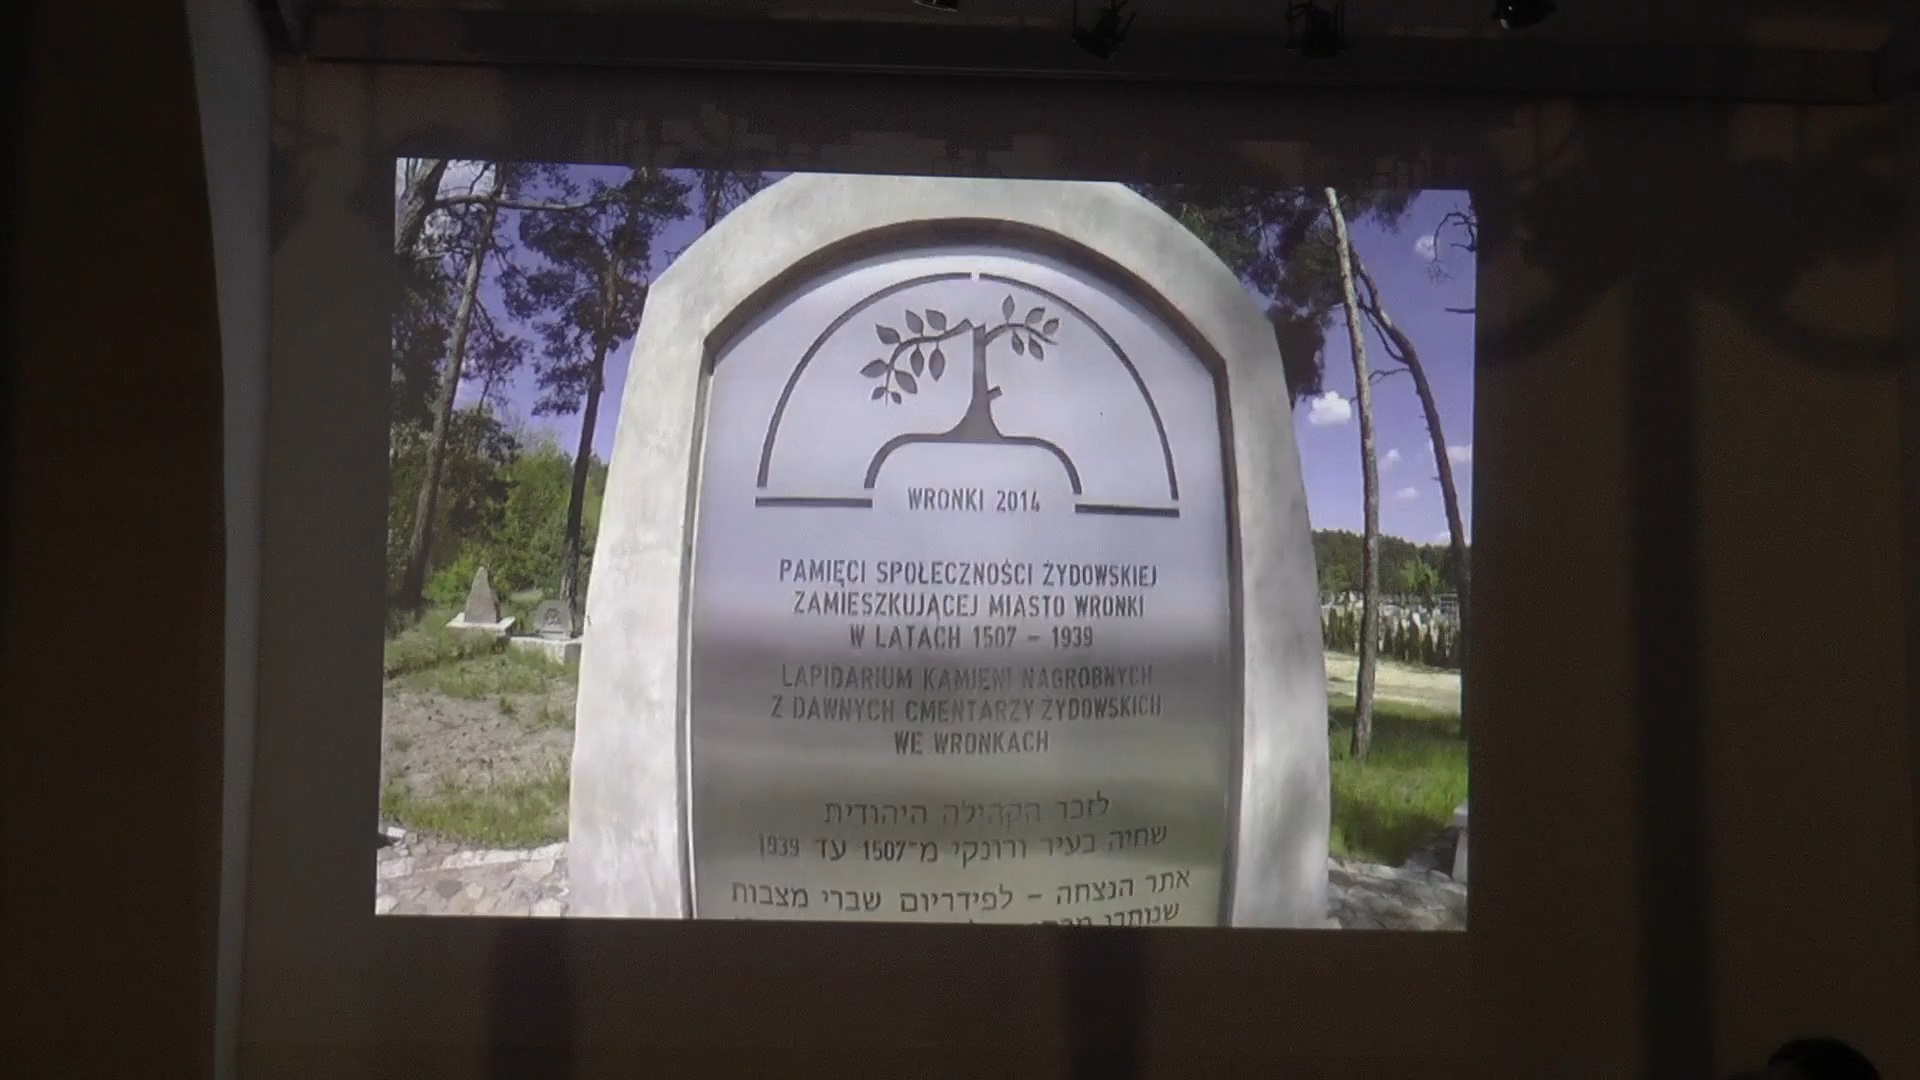 WRONKI 2014
PAMIĘCI SPOŁECZNOŚCI ŻYDOWSKIEJ
ZAMIESZKUJĄCEJ MIASTO WRONKI
W LATACH 1507 – 1939
LAPIDARIUM KAMIENI NAGROBNYCH
Z DAWNYCH CMENTARZY ŻYDOWSKICH
WE WRONKACH
לזכר הקהילה היהודית
שחיה בעיר ורונקי מ־1507 עד 1939
אתר הנצחה – לפידריום שברי מצבות
שנותרו